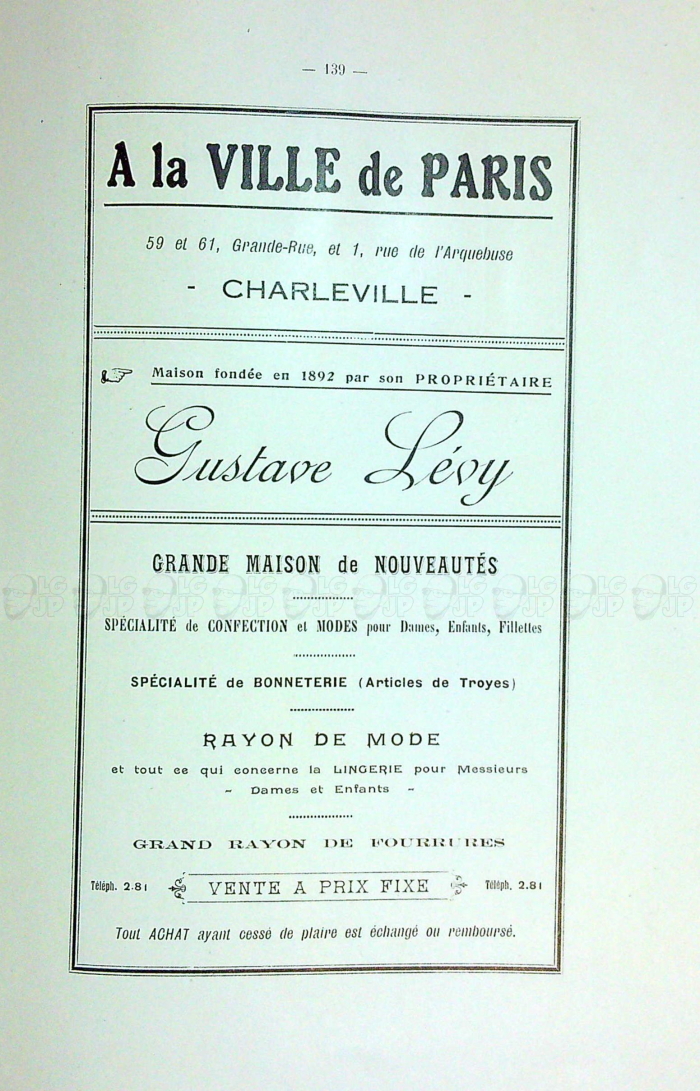 — 139 —
A la VILLE de PARIS
59 et 61, Grande-Rue, et 1, rue de l'Arquebuse
- CHARLEVILLE -
Maison fondée en 1892 par son PROPRIÉTAIRE
Gustave Lévy
GRANDE MAISON de NOUVEAUTÉS
SPÉCIALITÉ de CONFECTION et MODES pour Dames, Enfants, Fillettes
SPÉCIALITÉ de BONNETERIE (Articles de Troyes)
RAYON DE MODE
et tout ce qui concerne la LINGERIE pour Messieurs
- Dames et Enfants -
GRAND RAYON DE FOURRURES
Téléph. 2.81 VENTE A PRIX FIXE Téléph. 2.81
Tout ACHAT ayant cessé de plaire est échangé ou remboursé.